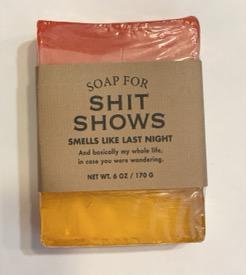 SOAP FOR
SHIT
SHOWS
SMELLS LIKE LAST NIGHT
And basically my whole life,
in case you were wondering.
NET WT. 6 OZ / 170 G